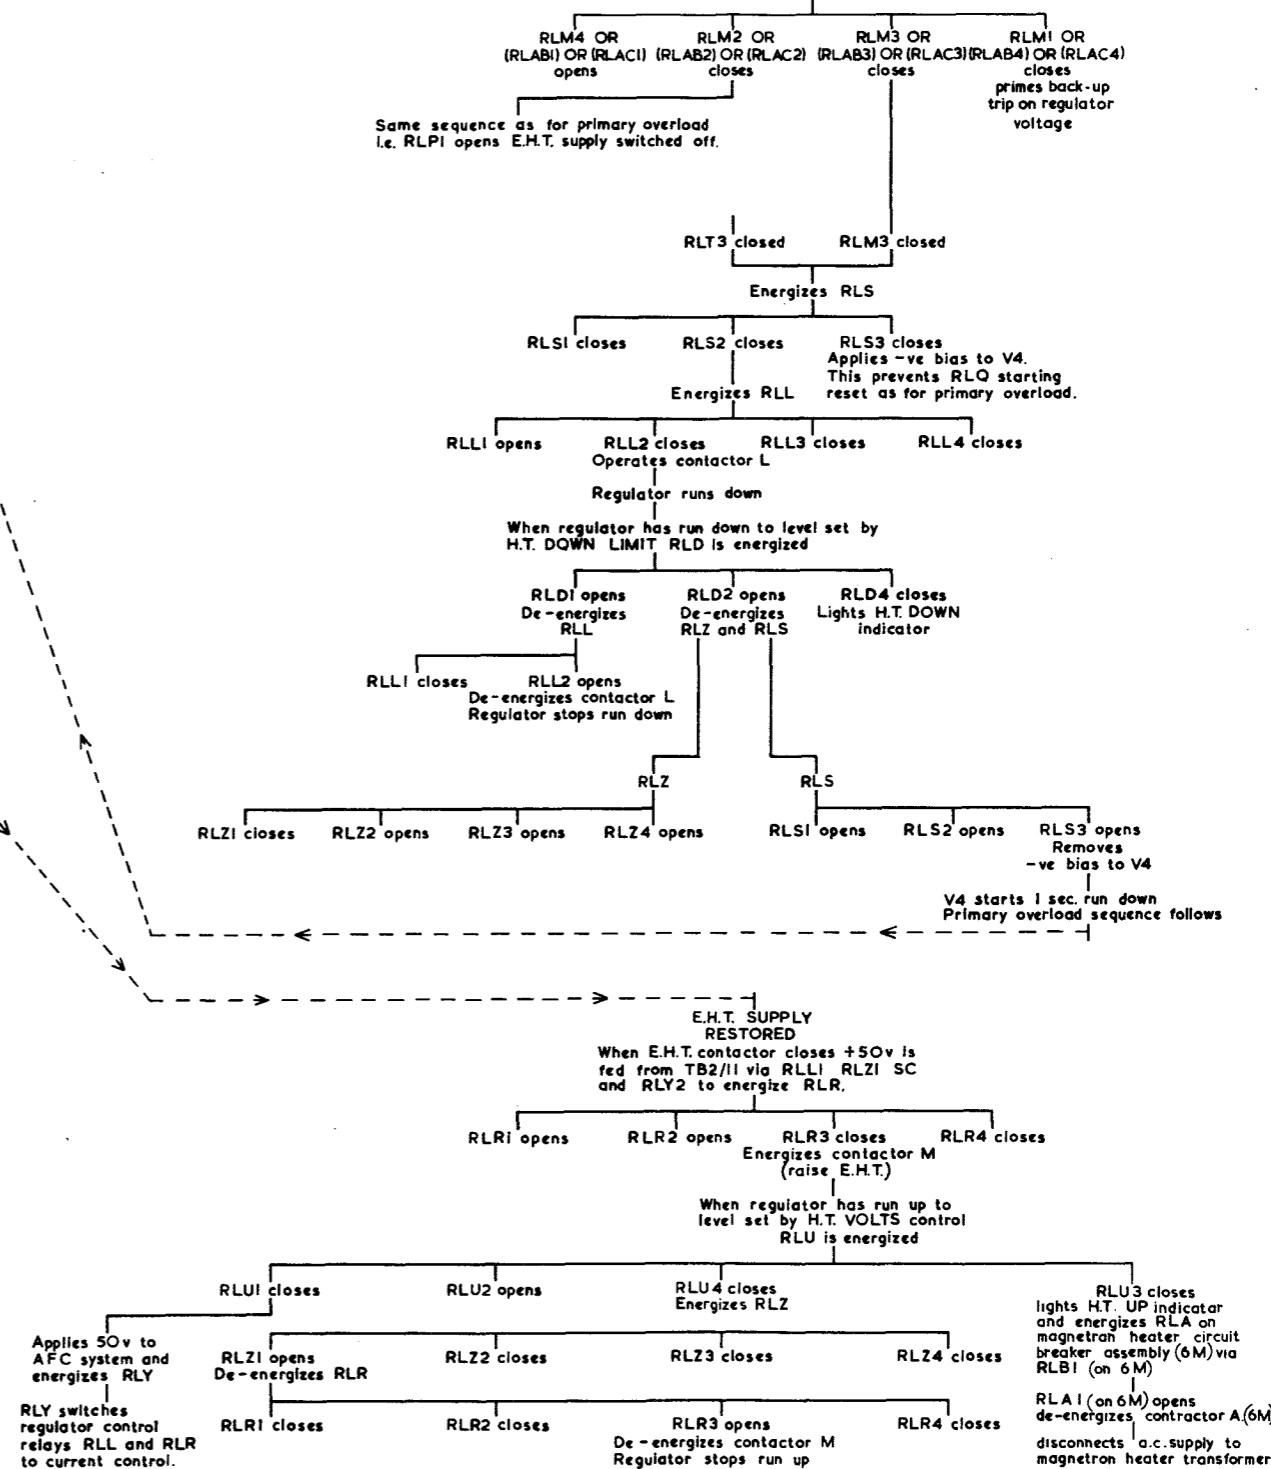 RLM4 OR
(RLAB1) OR (RLAC1)
opens
RLM2 OR
(RLAB2) OR (RLAC2)
closes
RLM3 OR
(RLAB3) OR (RLAC3)
closes
RLM1 OR
(RLAB4) OR (RLAC4)
closes
primes back-up
trip on regulator
voltage
Same sequence as for primary overload
i.e. RLP1 opens E.H.T. supply switched off.
RLT3 closed
RLM3 closed
Energizes RLS
RLS1 closes
RLS2 closes
RLS3 closes
Applies -ve bias to V4.
This prevents RLQ starting
reset as for primary overload.
Energizes RLL
RLL1 opens
RLL2 closes
Operates contactor L
RLL3 closes
RLL4 closes
Regulator runs down
When regulator has run down to level set by
H.T. DOWN LIMIT RLD is energized
RLD1 opens
De-energizes
RLL
RLD2 opens
De-energizes
RLZ and RLS
RLD4 closes
Lights H.T. DOWN
indicator
RLL1 closes
RLL2 opens
De-energizes contactor L
Regulator stops run down
RLZ
RLS
RLZ1 closes
RLZ2 opens
RLZ3 opens
RLZ4 opens
RLS1 opens
RLS2 opens
RLS3 opens
Removes
-ve bias to V4
V4 starts 1 sec. run down
Primary overload sequence follows
E.H.T. SUPPLY
RESTORED
When E.H.T. contactor closes +50v is
fed from TB2/11 via RLL1 RLZ1 SC
and RLY2 to energize RLR.
RLR1 opens
RLR2 opens
RLR3 closes
Energizes contactor M
(raise E.H.T.)
RLR4 closes
When regulator has run up to
level set by H.T. VOLTS control
RLU is energized
RLU1 closes
RLU2 opens
RLU4 closes
Energizes RLZ
RLU3 closes
lights H.T. UP indicator
and energizes RLA on
magnetran heater circuit
breaker assembly (6M) via
RLB1 (on 6M)
Applies 50v to
AFC system and
energizes RLY
RLZ1 opens
De-energizes RLR
RLZ2 closes
RLZ3 closes
RLZ4 closes
RLY switches
regulator control
relays RLL and RLR
to current control.
RLR1 closes
RLR2 closes
RLR3 opens
De-energizes contactor M
Regulator stops run up
RLR4 closes
RLA1 (on 6M) opens
de-energizes contractor A.(6M)
disconnects a.c. supply to
magnetron heater transformer